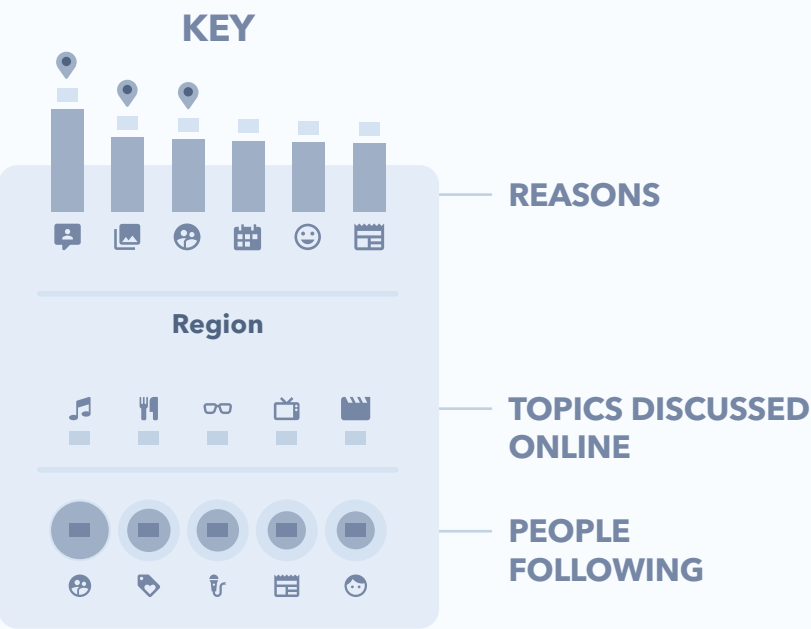 KEY
REASONS
Region
TOPICS DISCUSSED
ONLINE
PEOPLE
FOLLOWING